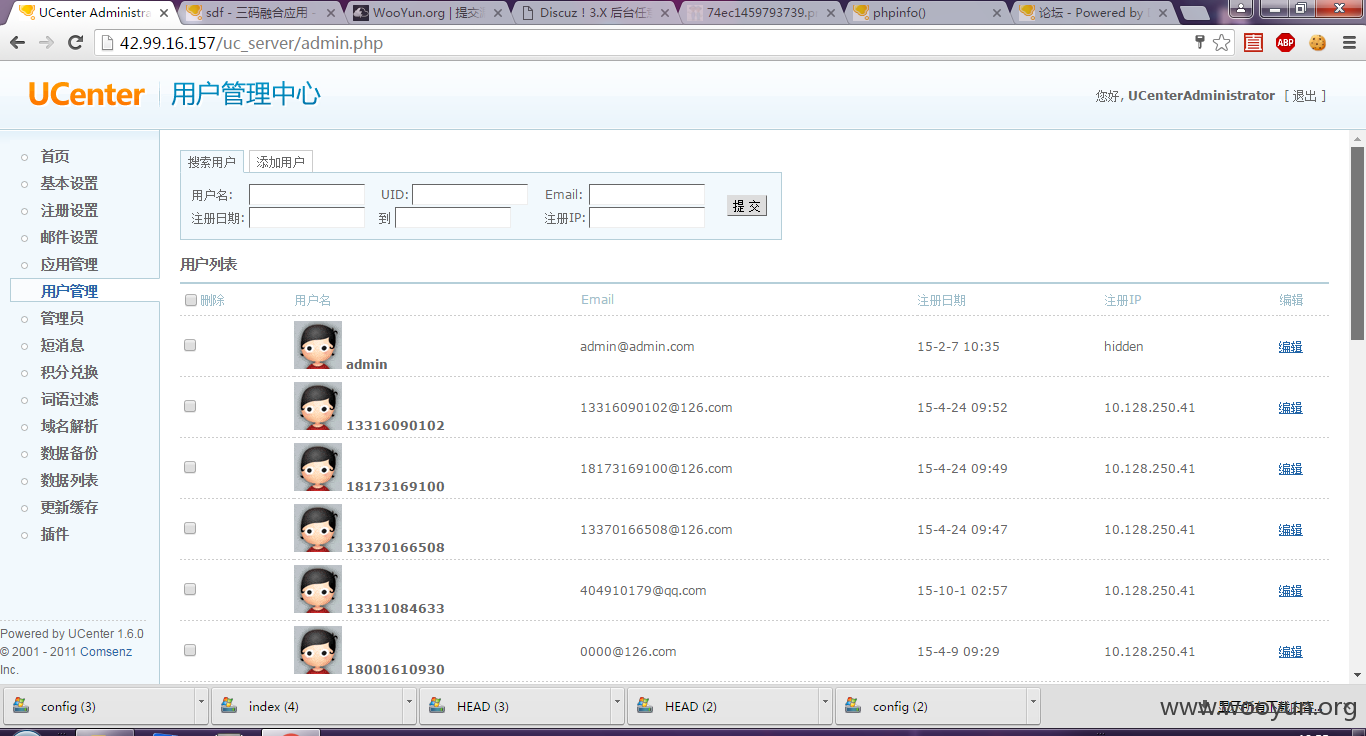 UCenter Administra
sdf - 三码融合应用 -
WooYun.org | 提交
Discuz！3.X 后台任
74ec1459793739.p
phpinfo()
论坛 - Powered by
42.99.16.157/uc_server/admin.php
ABP
UCenter 用户管理中心
您好, UCenterAdministrator [ 退出 ]
首页
基本设置
注册设置
邮件设置
应用管理
用户管理
管理员
短消息
积分兑换
词语过滤
域名解析
数据备份
数据列表
更新缓存
插件
Powered by UCenter 1.6.0
© 2001 - 2011 Comsenz
Inc.
搜索用户 添加用户
用户名: UID: Email: 提 交
注册日期: 到 注册IP:
用户列表
删除 用户名 Email 注册日期 注册IP 编辑
admin admin@admin.com 15-2-7 10:35 hidden 编辑
13316090102 13316090102@126.com 15-4-24 09:52 10.128.250.41 编辑
18173169100 18173169100@126.com 15-4-24 09:49 10.128.250.41 编辑
13370166508 13370166508@126.com 15-4-24 09:47 10.128.250.41 编辑
13311084633 404910179@qq.com 15-10-1 02:57 10.128.250.41 编辑
18001610930 0000@126.com 15-4-9 09:29 10.128.250.41 编辑
config (3) index (4) HEAD (3) HEAD (2) config (2)
www.wooyun.org